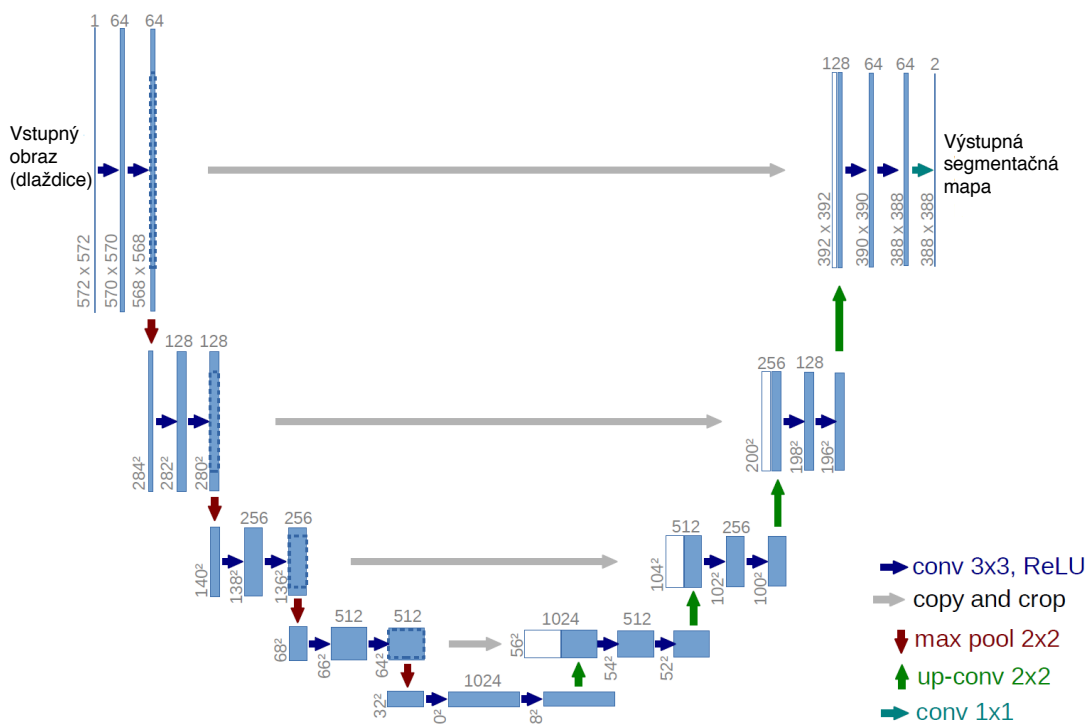 1 64 64
128 64 64 2
Vstupný
obraz
(dlaždice)
Výstupná
segmentačná
mapa
572 x 572
570 x 570
568 x 568
392 x 392
390 x 390
388 x 388
388 x 388
128 128
256 128
284²
282²
280²
200²
198²
196²
256 256
512 256
140²
138²
136²
104²
102²
100²
512 512
1024 512
68²
66²
64²
56²
54²
52²
1024
32²
0²
8²
conv 3x3, ReLU
copy and crop
max pool 2x2
up-conv 2x2
conv 1x1